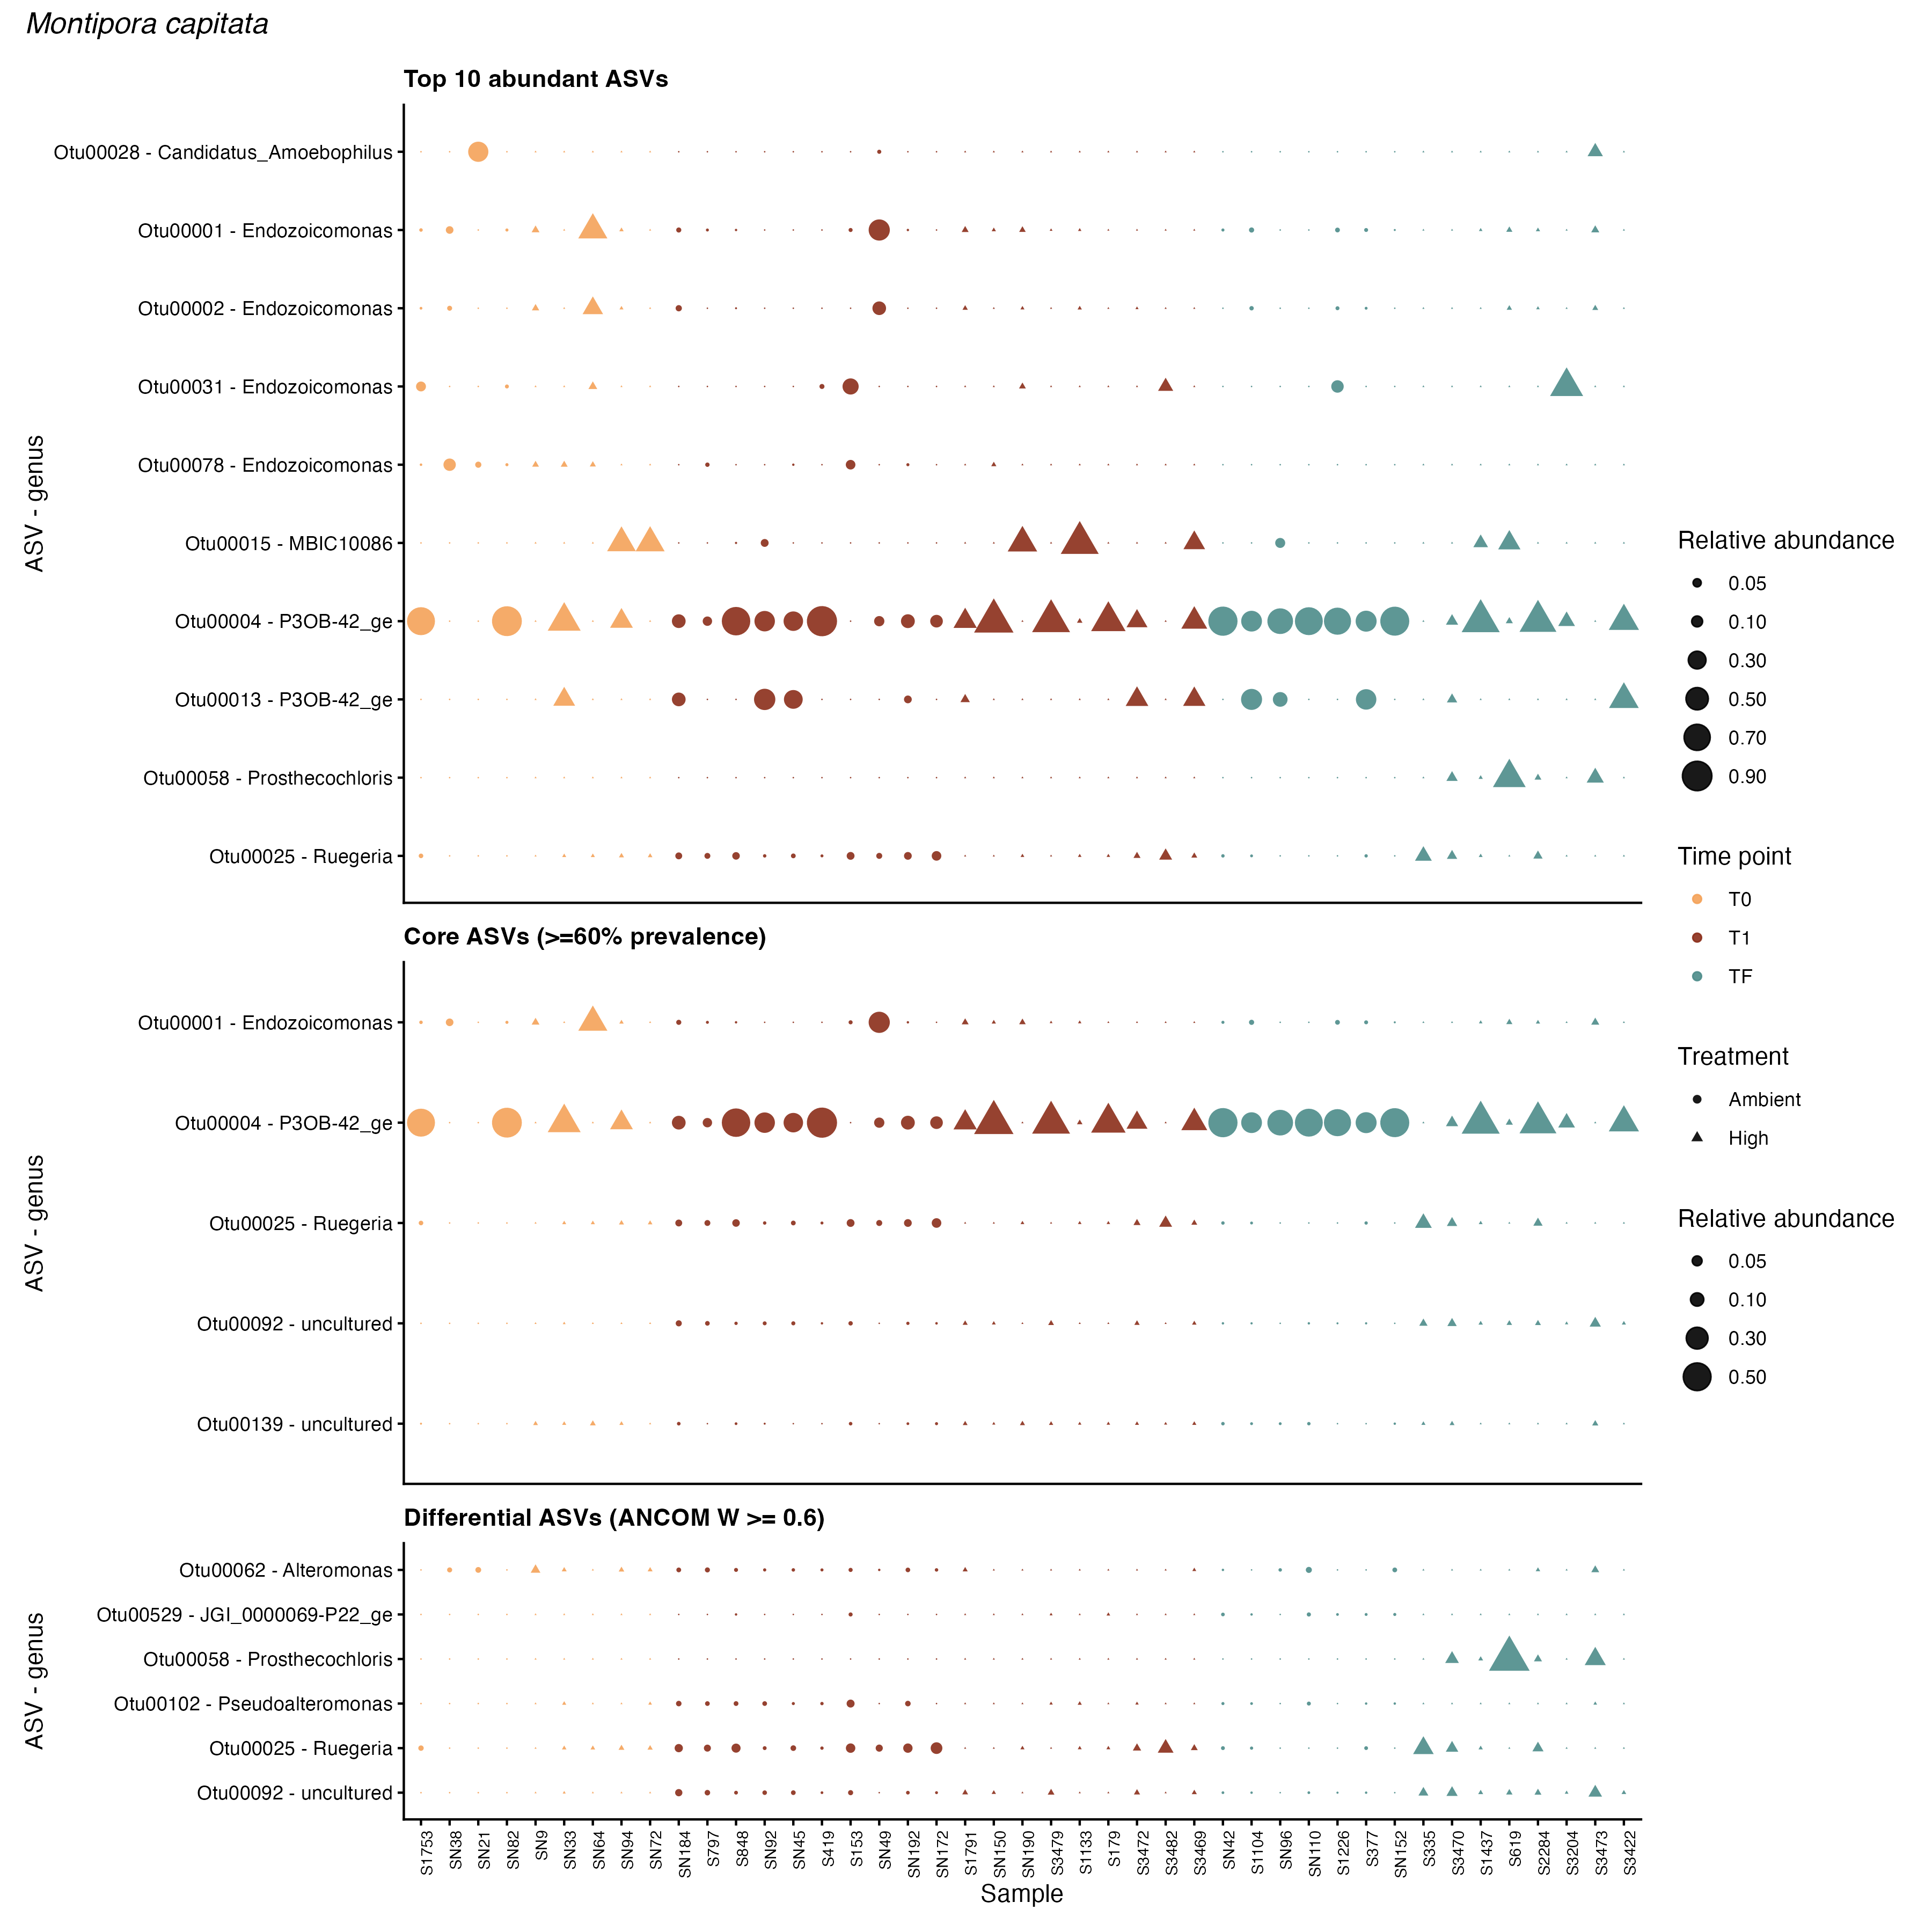 Montipora capitata
Top 10 abundant ASVs
ASV - genus
Otu00028 - Candidatus_Amoebophilus
Otu00001 - Endozoicomonas
Otu00002 - Endozoicomonas
Otu00031 - Endozoicomonas
Otu00078 - Endozoicomonas
Otu00015 - MBIC10086
Otu00004 - P3OB-42_ge
Otu00013 - P3OB-42_ge
Otu00058 - Prosthecochloris
Otu00025 - Ruegeria
Core ASVs (>=60% prevalence)
ASV - genus
Otu00001 - Endozoicomonas
Otu00004 - P3OB-42_ge
Otu00025 - Ruegeria
Otu00092 - uncultured
Otu00139 - uncultured
Differential ASVs (ANCOM W >= 0.6)
ASV - genus
Otu00062 - Alteromonas
Otu00529 - JGI_0000069-P22_ge
Otu00058 - Prosthecochloris
Otu00102 - Pseudoalteromonas
Otu00025 - Ruegeria
Otu00092 - uncultured
S1753
SN38
SN21
SN82
SN9
SN33
SN64
SN94
SN72
SN184
S797
S848
SN92
SN45
S419
S153
SN49
SN192
SN172
S1791
SN150
SN190
S3479
S1133
S179
S3472
S3482
S3469
SN42
S1104
SN96
SN110
S1226
S377
SN152
S335
S3470
S1437
S619
S2284
S3204
S3473
S3422
Sample
Relative abundance
0.05
0.10
0.30
0.50
0.70
0.90
Time point
T0
T1
TF
Treatment
Ambient
High
Relative abundance
0.05
0.10
0.30
0.50